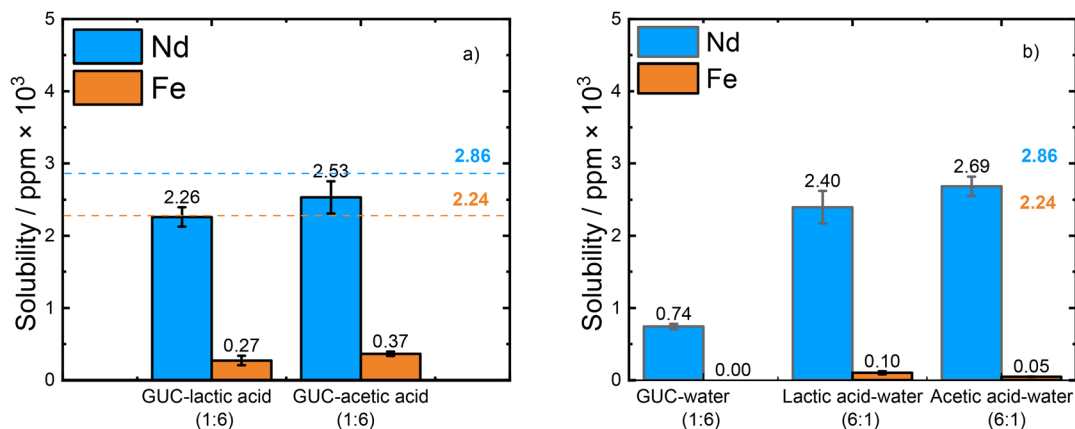 Solubility / ppm × 10³
5
4
3
2
1
0
Nd
Fe
a)
2.86
2.24
2.26
0.27
2.53
0.37
GUC-lactic acid
(1:6)
GUC-acetic acid
(1:6)
Solubility / ppm × 10³
5
4
3
2
1
0
Nd
Fe
b)
2.86
2.24
0.74
0.00
2.40
0.10
2.69
0.05
GUC-water
(1:6)
Lactic acid-water
(6:1)
Acetic acid-water
(6:1)